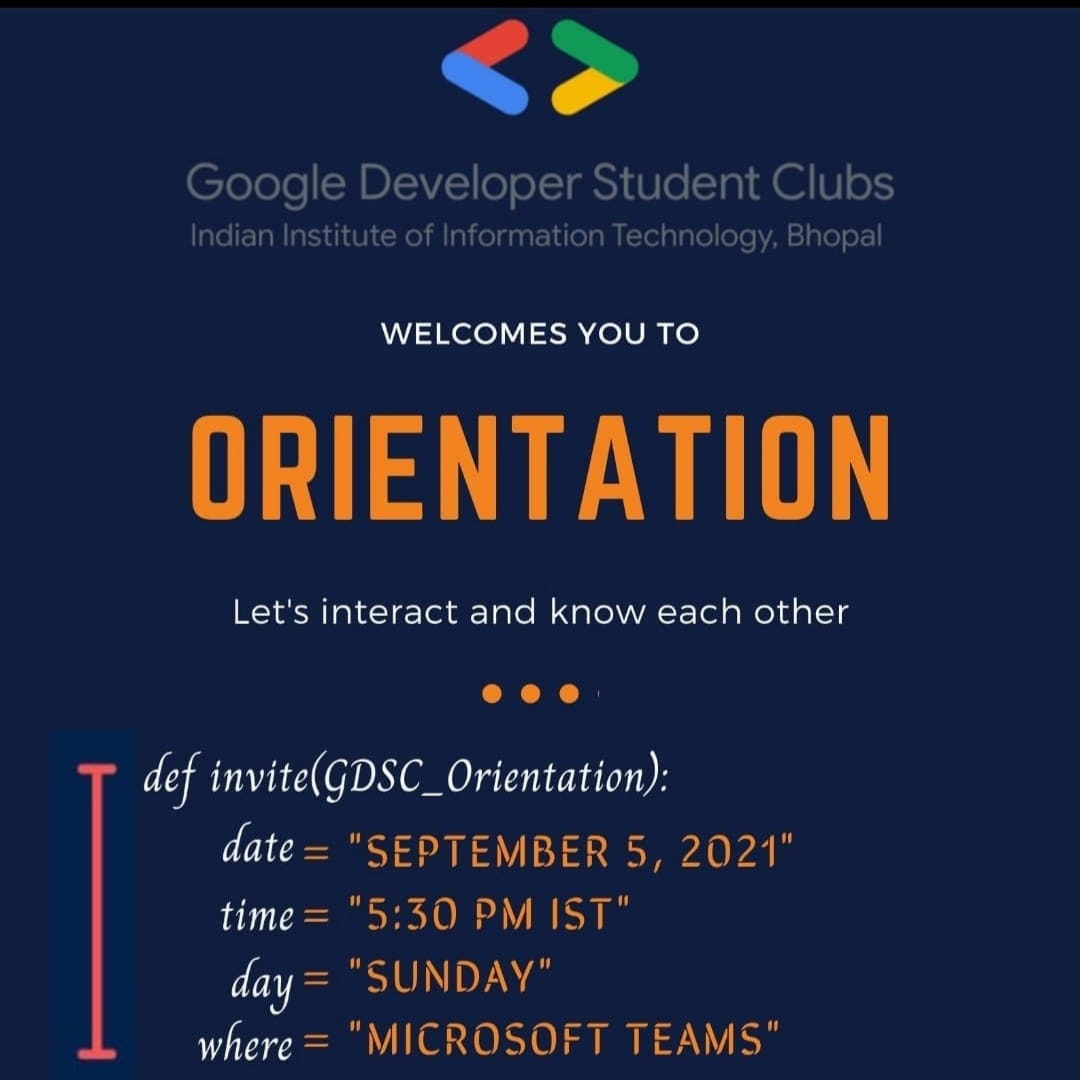 Google Developer Student Clubs
Indian Institute of Information Technology, Bhopal
WELCOMES YOU TO
ORIENTATION
Let's interact and know each other
def invite(GDSC_Orientation):
date = "SEPTEMBER 5, 2021"
time = "5:30 PM IST"
day = "SUNDAY"
where = "MICROSOFT TEAMS"